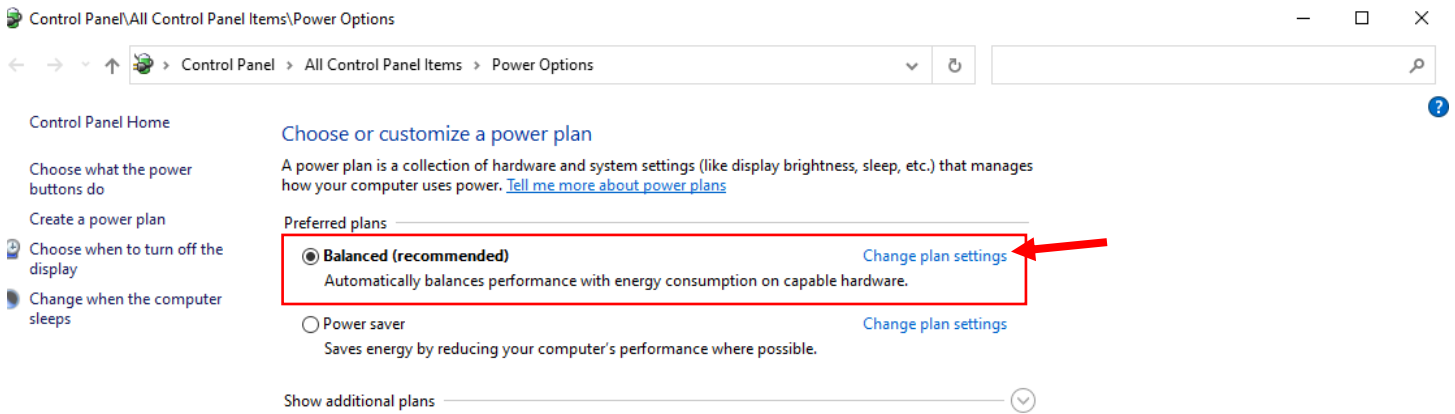 Control Panel\All Control Panel Items\Power Options
Control Panel > All Control Panel Items > Power Options
Control Panel Home
Choose what the power
buttons do
Create a power plan
Choose when to turn off the
display
Change when the computer
sleeps
Choose or customize a power plan
A power plan is a collection of hardware and system settings (like display brightness, sleep, etc.) that manages
how your computer uses power. Tell me more about power plans
Preferred plans
Balanced (recommended) Change plan settings
Automatically balances performance with energy consumption on capable hardware.
Power saver Change plan settings
Saves energy by reducing your computer's performance where possible.
Show additional plans
?